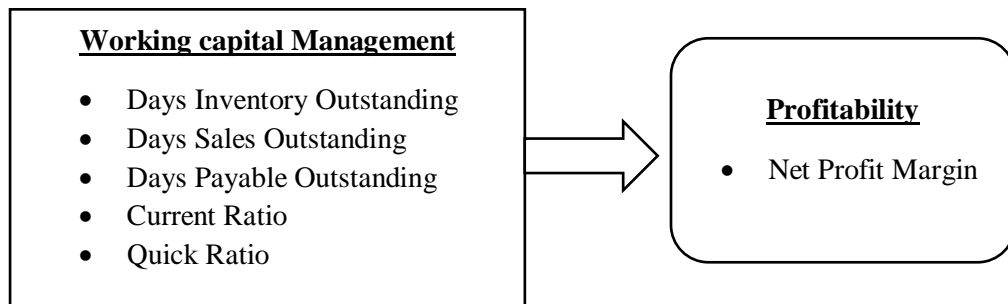 Working capital Management
• Days Inventory Outstanding
• Days Sales Outstanding
• Days Payable Outstanding
• Current Ratio
• Quick Ratio
Profitability
• Net Profit Margin